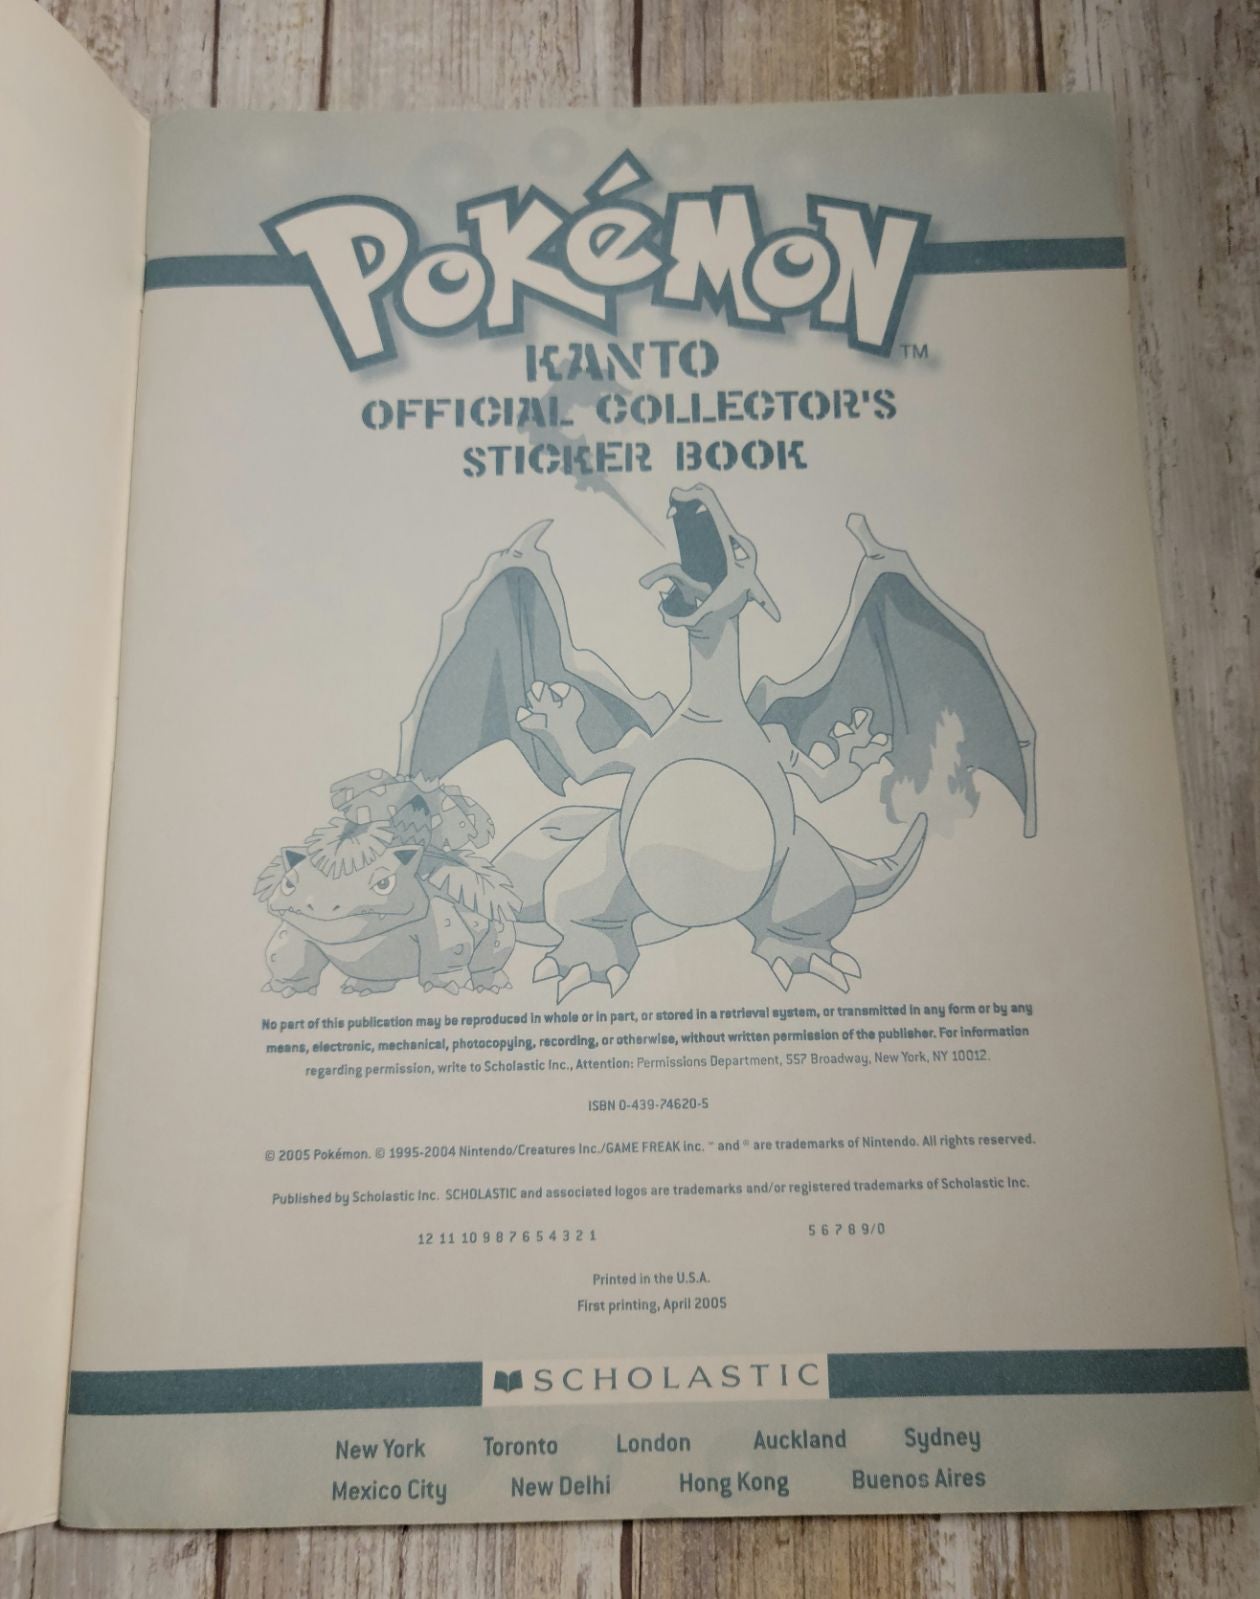 POKéMON
TM
KANTO
OFFICIAL COLLECTOR'S
STICKER BOOK
No part of this publication may be reproduced in whole or in part, or stored in a retrieval system, or transmitted in any form or by any
means, electronic, mechanical, photocopying, recording, or otherwise, without written permission of the publisher. For information
regarding permission, write to Scholastic Inc., Attention: Permissions Department, 557 Broadway, New York, NY 10012.
ISBN 0-439-74620-5
© 2005 Pokémon. © 1995-2004 Nintendo/Creatures Inc./GAME FREAK inc. ™ and ® are trademarks of Nintendo. All rights reserved.
Published by Scholastic Inc. SCHOLASTIC and associated logos are trademarks and/or registered trademarks of Scholastic Inc.
12 11 10 9 8 7 6 5 4 3 2 1 5 6 7 8 9/0
Printed in the U.S.A.
First printing, April 2005
SCHOLASTIC
New York Toronto London Auckland Sydney
Mexico City New Delhi Hong Kong Buenos Aires